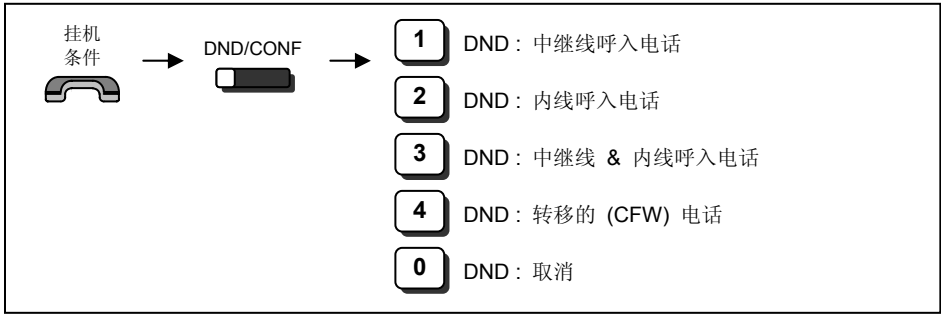 挂机
条件
DND/CONF
1 DND : 中继线呼入电话
2 DND : 内线呼入电话
3 DND : 中继线 & 内线呼入电话
4 DND : 转移的 (CFW) 电话
0 DND : 取消